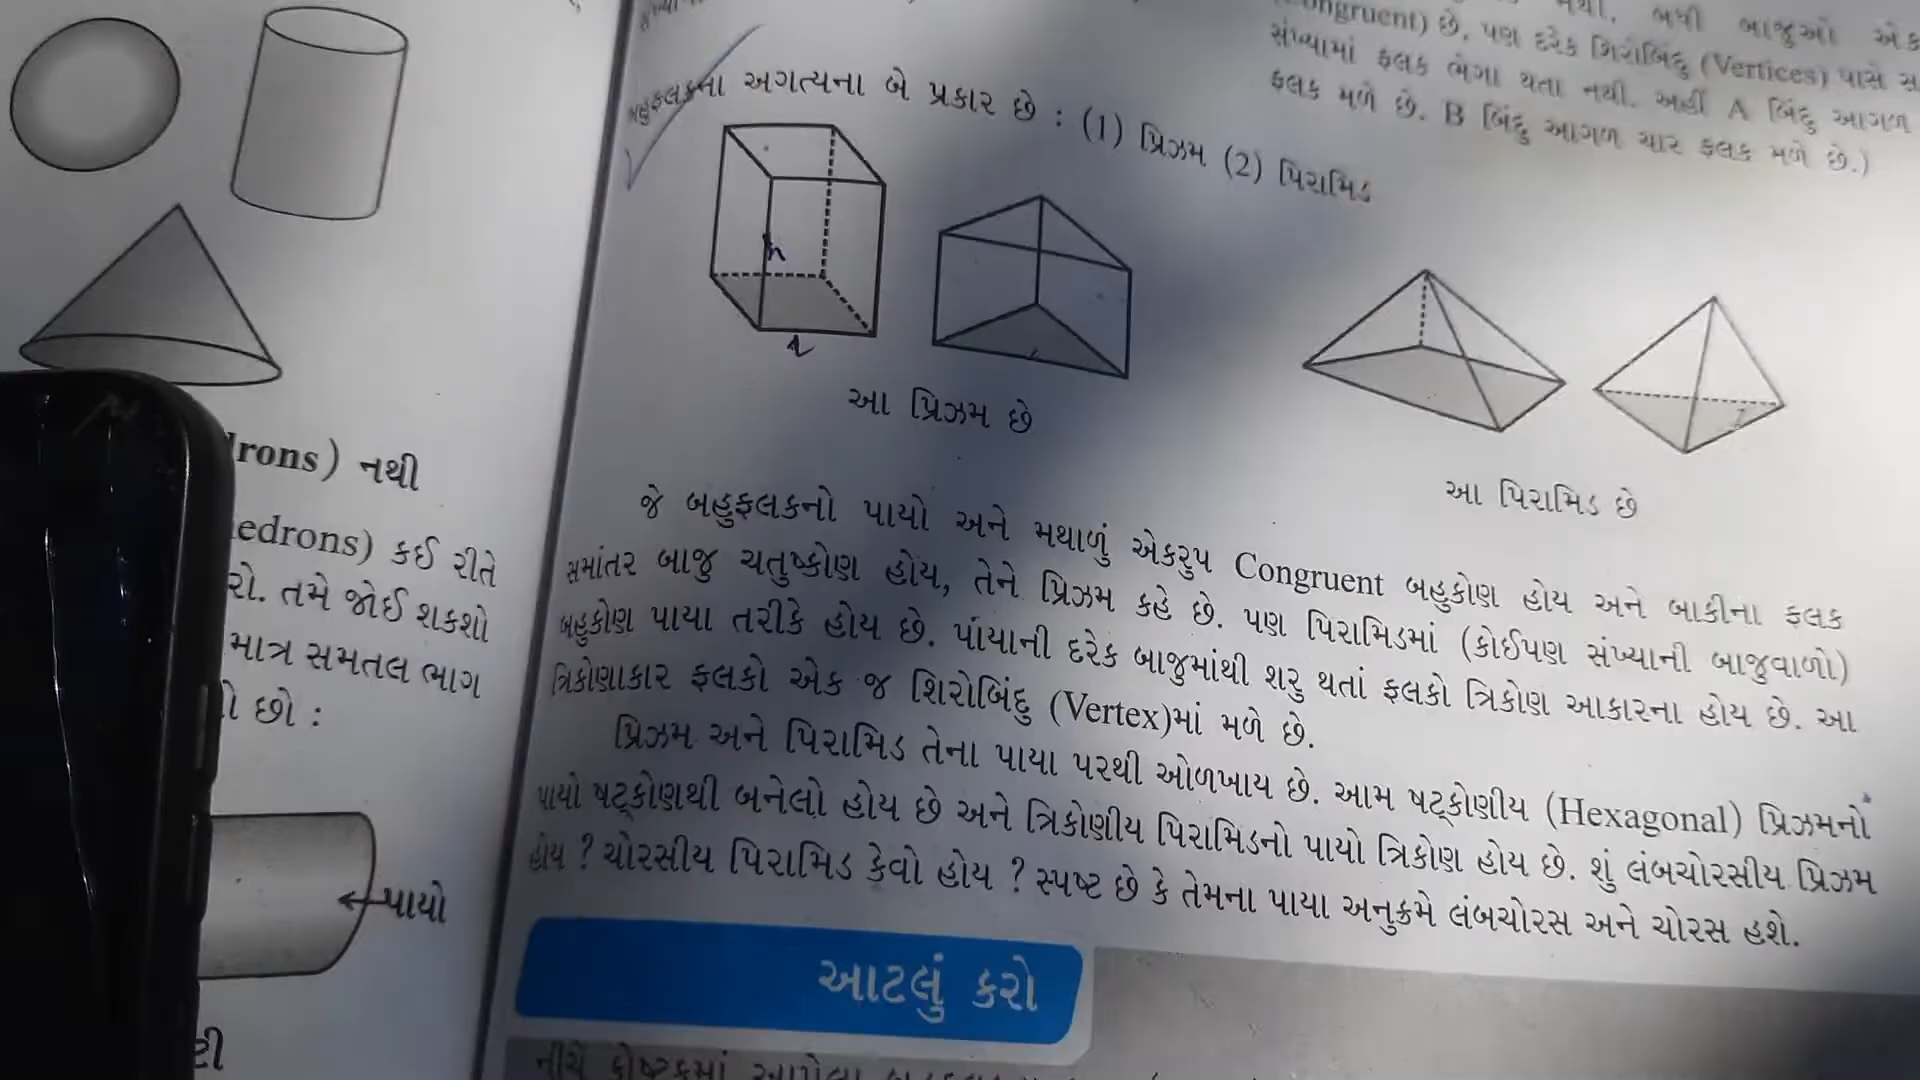 ngruent) છે, પણ દરેક શિરોબિંદુ (Vertices) પાસે
સંખ્યામાં ફલક ભેગા થતા નથી. અહીં A બિંદુ આગળ
ફલક મળે છે. B બિંદુ આગળ ચાર ફલક મળે છે.)
બહુફલકના અગત્યના બે પ્રકાર છે : (1) પ્રિઝમ (2) પિરામિડ
h
આ પ્રિઝમ છે
આ પિરામિડ છે
જે બહુફલકનો પાયો અને મથાળું એકરુપ Congruent બહુકોણ હોય અને બાકીના ફલક
સમાંતર બાજુ ચતુષ્કોણ હોય, તેને પ્રિઝમ કહે છે. પણ પિરામિડમાં (કોઈપણ સંખ્યાની બાજુવાળો)
બહુકોણ પાયા તરીકે હોય છે. પાયાની દરેક બાજુમાંથી શરુ થતાં ફલકો ત્રિકોણ આકારના હોય છે. આ
ત્રિકોણાકાર ફલકો એક જ શિરોબિંદુ (Vertex)માં મળે છે.
પ્રિઝમ અને પિરામિડ તેના પાયા પરથી ઓળખાય છે. આમ ષટ્કોણીય (Hexagonal) પ્રિઝમનો
પાયો ષટ્કોણથી બનેલો હોય છે અને ત્રિકોણીય પિરામિડનો પાયો ત્રિકોણ હોય છે. શું લંબચોરસીય પ્રિઝમ
હોય ? ચોરસીય પિરામિડ કેવો હોય ? સ્પષ્ટ છે કે તેમના પાયા અનુક્રમે લંબચોરસ અને ચોરસ હશે.
આટલું કરો
નીચે કોષ્ટકમાં આપેલા
lrons) નથી
edrons) કઈ રીતે
રો. તમે જોઈ શકશો
માત્ર સમતલ ભાગ
ો છો :
પાયો
ટી